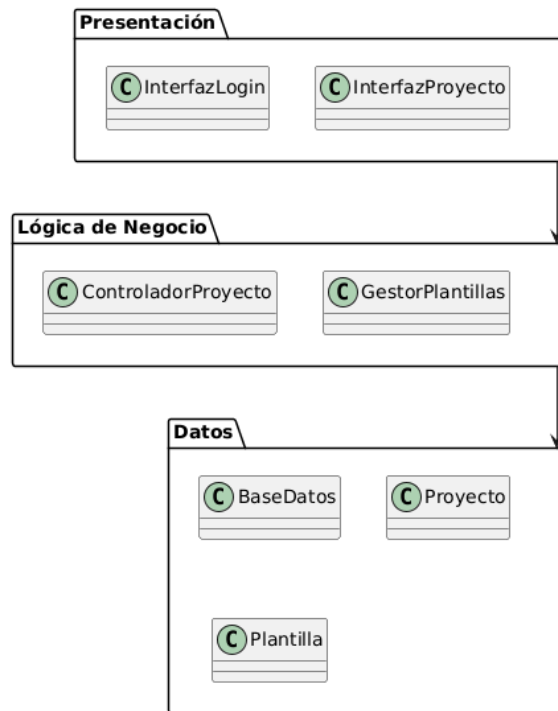 Presentación
C InterfazLogin
C InterfazProyecto
Lógica de Negocio
C ControladorProyecto
C GestorPlantillas
Datos
C BaseDatos
C Proyecto
C Plantilla